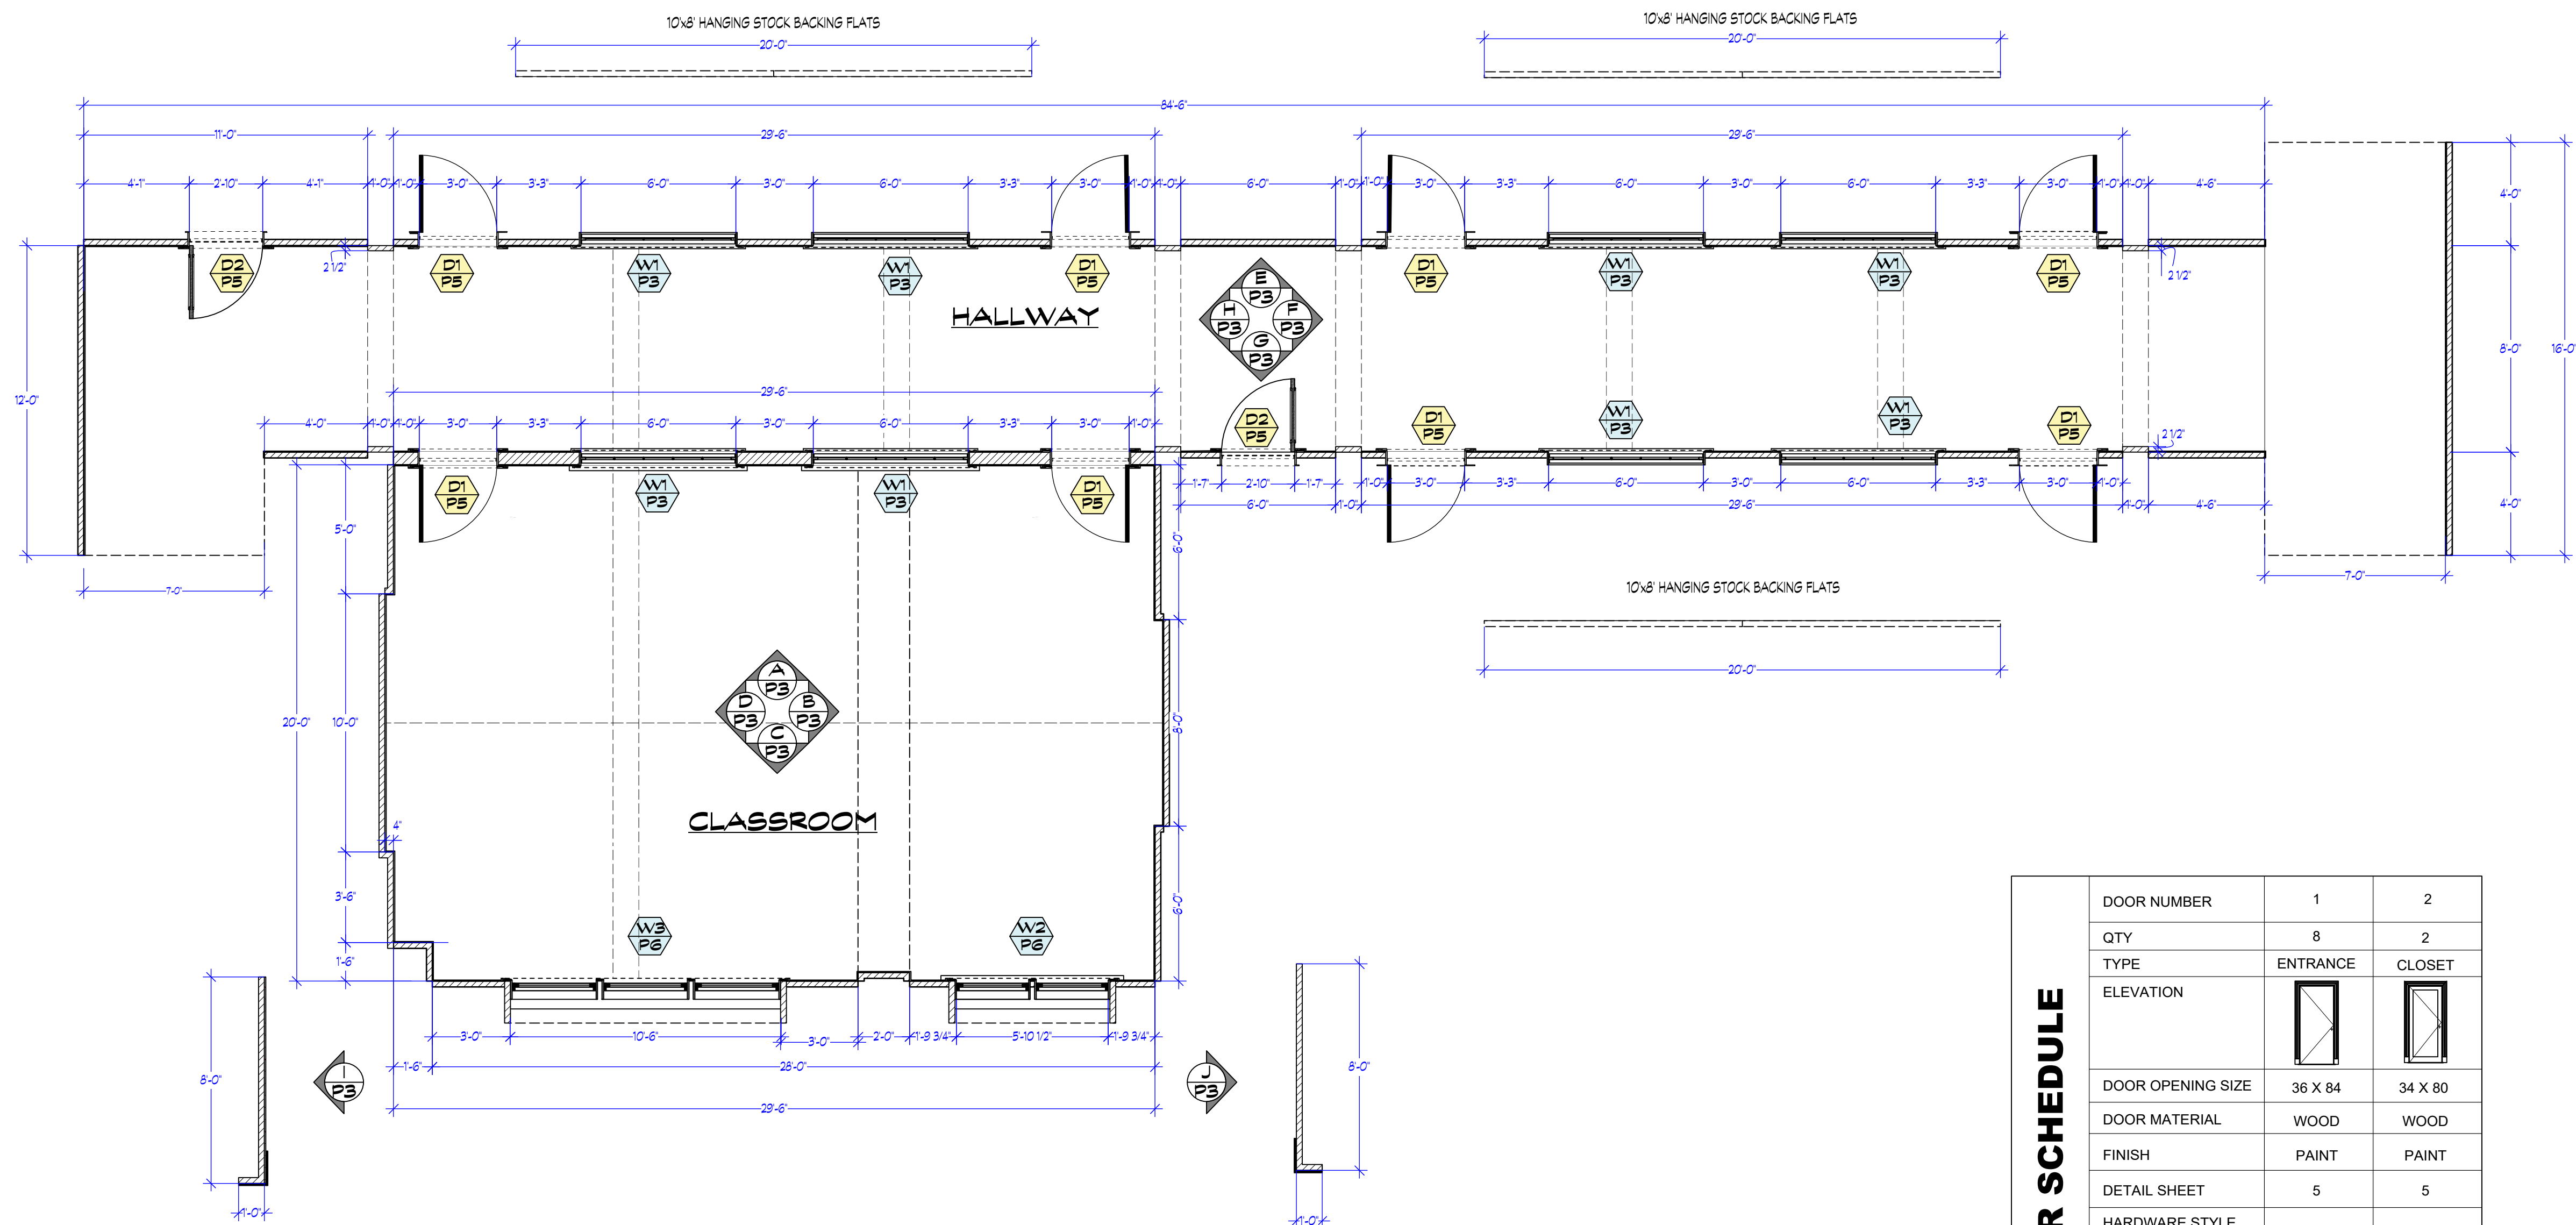 10'x8' HANGING STOCK BACKING FLATS
20'-0"
10'x8' HANGING STOCK BACKING FLATS
20'-0"
84'-6"
11'-0"
29'-6"
29'-6"
4'-1"
2'-10"
4'-1"
1'-0"
1'-0"
3'-0"
3'-3"
6'-0"
3'-0"
6'-0"
3'-3"
3'-0"
1'-0"
1'-0"
6'-0"
1'-0"
1'-0"
3'-0"
3'-3"
6'-0"
3'-0"
6'-0"
3'-3"
3'-0"
1'-0"
1'-0"
4'-6"
4'-0"
8'-0"
16'-0"
4'-0"
12'-0"
2 1/2"
D2
P5
D1
P5
W1
P3
W1
P3
D1
P5
E
P3
H
P3
F
P3
G
P3
D1
P5
W1
P3
W1
P3
D1
P5
2 1/2"
HALLWAY
29'-6"
4'-0"
1'-0"
1'-0"
3'-0"
3'-3"
6'-0"
3'-0"
6'-0"
3'-3"
3'-0"
1'-0"
D2
P5
D1
P5
W1
P3
W1
P3
D1
P5
2 1/2"
D1
P5
W1
P3
W1
P3
D1
P5
1'-7"
2'-10"
1'-7"
1'-0"
3'-0"
3'-3"
6'-0"
3'-0"
6'-0"
3'-3"
3'-0"
1'-0"
6'-0"
1'-0"
29'-6"
1'-0"
4'-6"
7'-0"
7'-0"
5'-0"
6'-0"
10'x8' HANGING STOCK BACKING FLATS
20'-0"
20'-0"
10'-0"
8'-0"
A
P3
D
P3
B
P3
C
P3
CLASSROOM
4"
3'-6"
6'-0"
1'-6"
W3
P6
W2
P6
3'-0"
10'-6"
3'-0"
2'-0"
1'-9 3/4"
5'-10 1/2"
1'-9 3/4"
1'-6"
28'-0"
29'-6"
8'-0"
I
P3
J
P3
8'-0"
1'-0"
1'-0"
R SCHEDULE
DOOR NUMBER 1 2
QTY 8 2
TYPE ENTRANCE CLOSET
ELEVATION
DOOR OPENING SIZE 36 X 84 34 X 80
DOOR MATERIAL WOOD WOOD
FINISH PAINT PAINT
DETAIL SHEET 5 5
HARDWARE STYLE